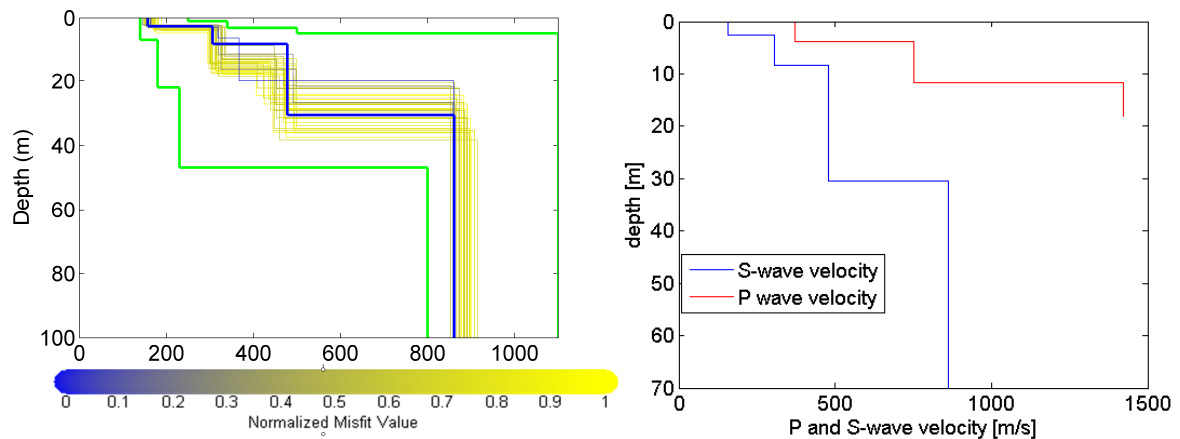 0
20
40
60
80
100
Depth (m)
0 200 400 600 800 1000
0 0.1 0.2 0.3 0.4 0.5 0.6 0.7 0.8 0.9 1
Normalized Misfit Value
0
10
20
30
40
50
60
70
depth [m]
S-wave velocity
P wave velocity
0 500 1000 1500
P and S-wave velocity [m/s]